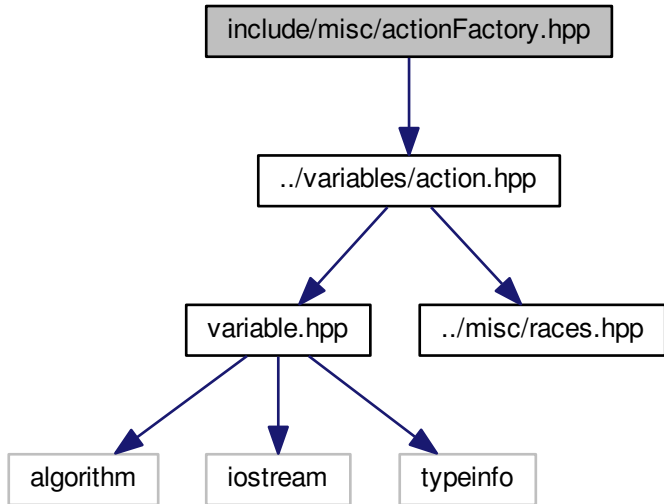 include/misc/actionFactory.hpp
../variables/action.hpp
variable.hpp
../misc/races.hpp
algorithm
iostream
typeinfo